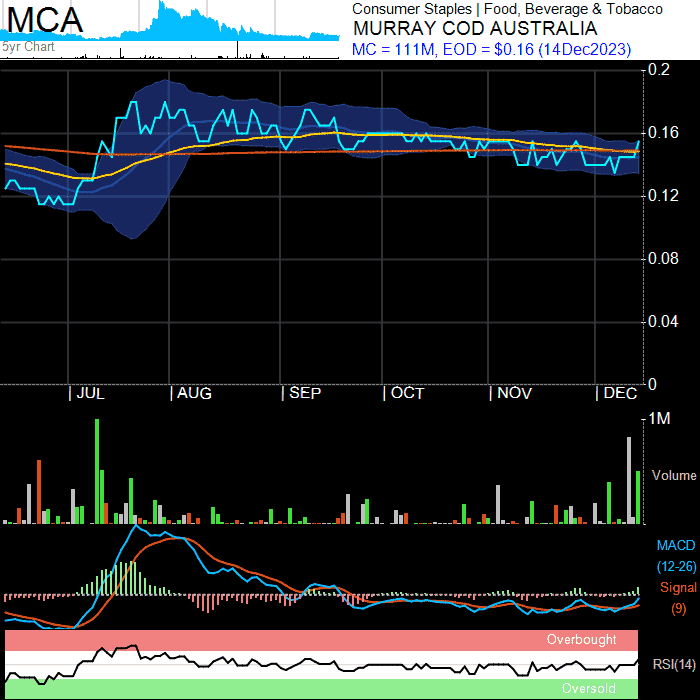 MCA
5yr Chart
Consumer Staples | Food, Beverage & Tobacco
MURRAY COD AUSTRALIA
MC = 111M, EOD = $0.16 (14Dec2023)
0.2
0.16
0.12
0.08
0.04
0
JUL AUG SEP OCT NOV DEC
1M
Volume
MACD
(12-26)
Signal
(9)
Overbought
RSI(14)
Oversold